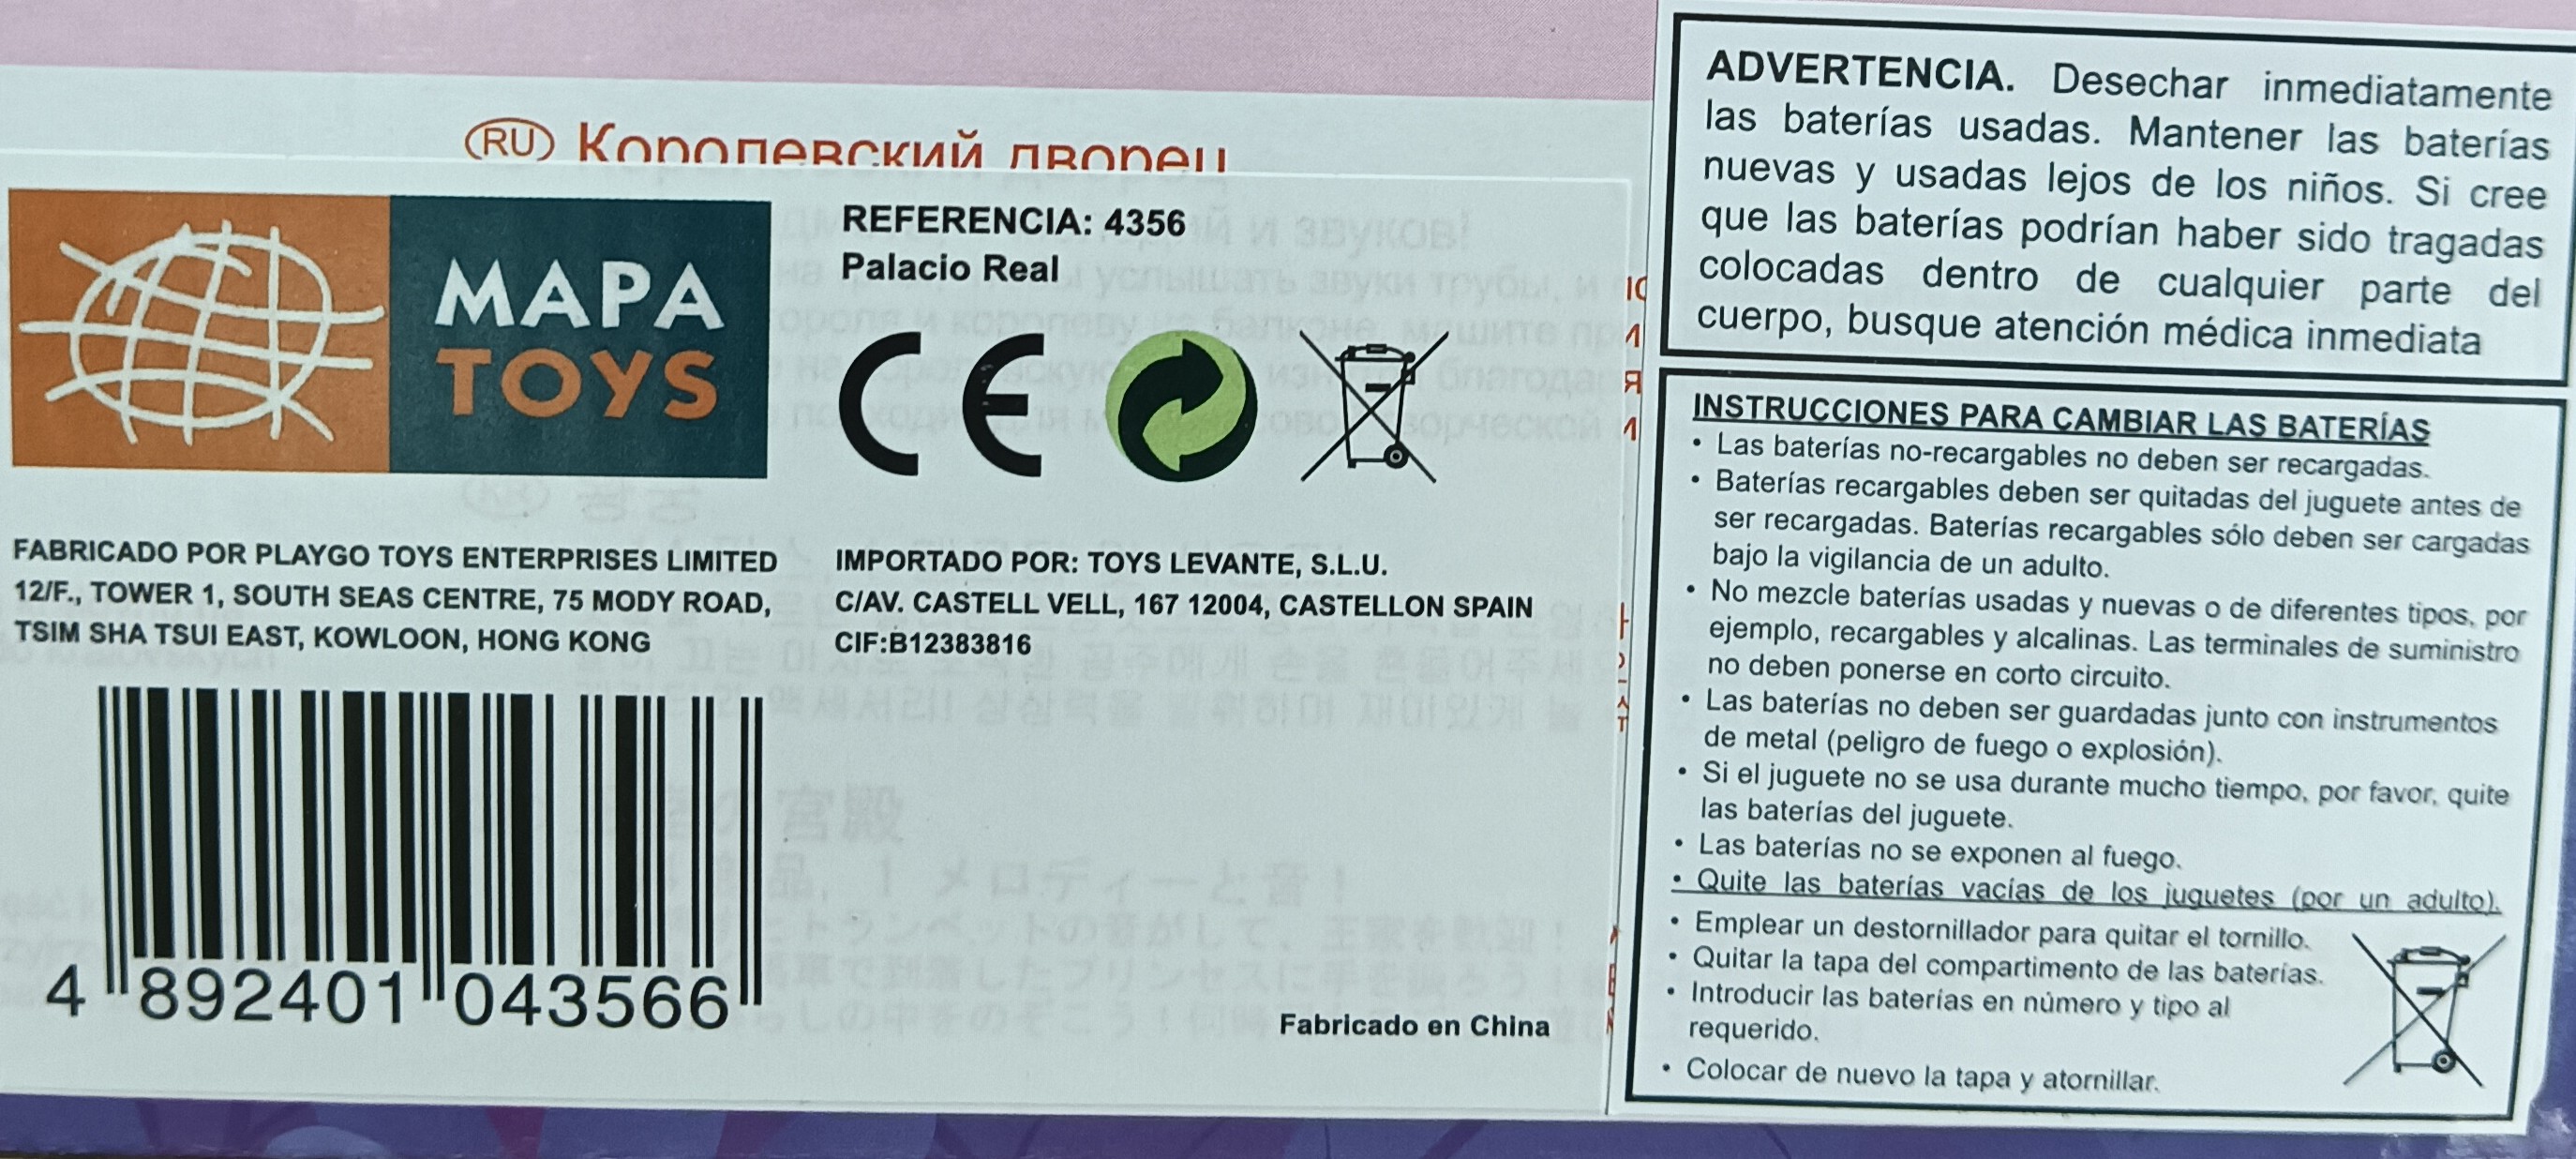 RU Королевский дворец
MAPA
TOYS
REFERENCIA: 4356
Palacio Real
CE
FABRICADO POR PLAYGO TOYS ENTERPRISES LIMITED
12/F., TOWER 1, SOUTH SEAS CENTRE, 75 MODY ROAD,
TSIM SHA TSUI EAST, KOWLOON, HONG KONG
IMPORTADO POR: TOYS LEVANTE, S.L.U.
C/AV. CASTELL VELL, 167 12004, CASTELLON SPAIN
CIF:B12383816
4 892401 043566
Fabricado en China
ADVERTENCIA. Desechar inmediatamente
las baterías usadas. Mantener las baterías
nuevas y usadas lejos de los niños. Si cree
que las baterías podrían haber sido tragadas
colocadas dentro de cualquier parte del
cuerpo, busque atención médica inmediata
INSTRUCCIONES PARA CAMBIAR LAS BATERÍAS
• Las baterías no-recargables no deben ser recargadas.
• Baterías recargables deben ser quitadas del juguete antes de
ser recargadas. Baterías recargables sólo deben ser cargadas
bajo la vigilancia de un adulto.
• No mezcle baterías usadas y nuevas o de diferentes tipos, por
ejemplo, recargables y alcalinas. Las terminales de suministro
no deben ponerse en corto circuito.
• Las baterías no deben ser guardadas junto con instrumentos
de metal (peligro de fuego o explosión).
• Si el juguete no se usa durante mucho tiempo, por favor, quite
las baterías del juguete.
• Las baterías no se exponen al fuego.
• Quite las baterías vacías de los juguetes (por un adulto).
• Emplear un destornillador para quitar el tornillo.
• Quitar la tapa del compartimento de las baterías.
• Introducir las baterías en número y tipo al
requerido.
• Colocar de nuevo la tapa y atornillar.